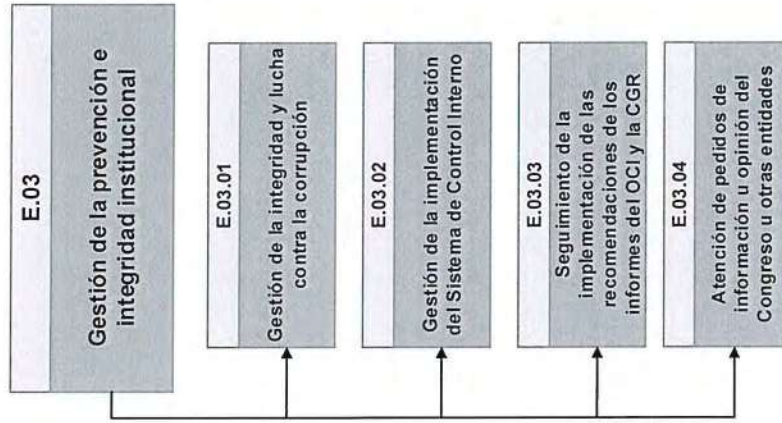 E.03
Gestión de la prevención e
integridad institucional
E.03.01
Gestión de la integridad y lucha
contra la corrupción
E.03.02
Gestión de la implementación
del Sistema de Control Interno
E.03.03
Seguimiento de la
implementación de las
recomendaciones de los
informes del OCI y la CGR
E.03.04
Atención de pedidos de
información u opinión del
Congreso u otras entidades